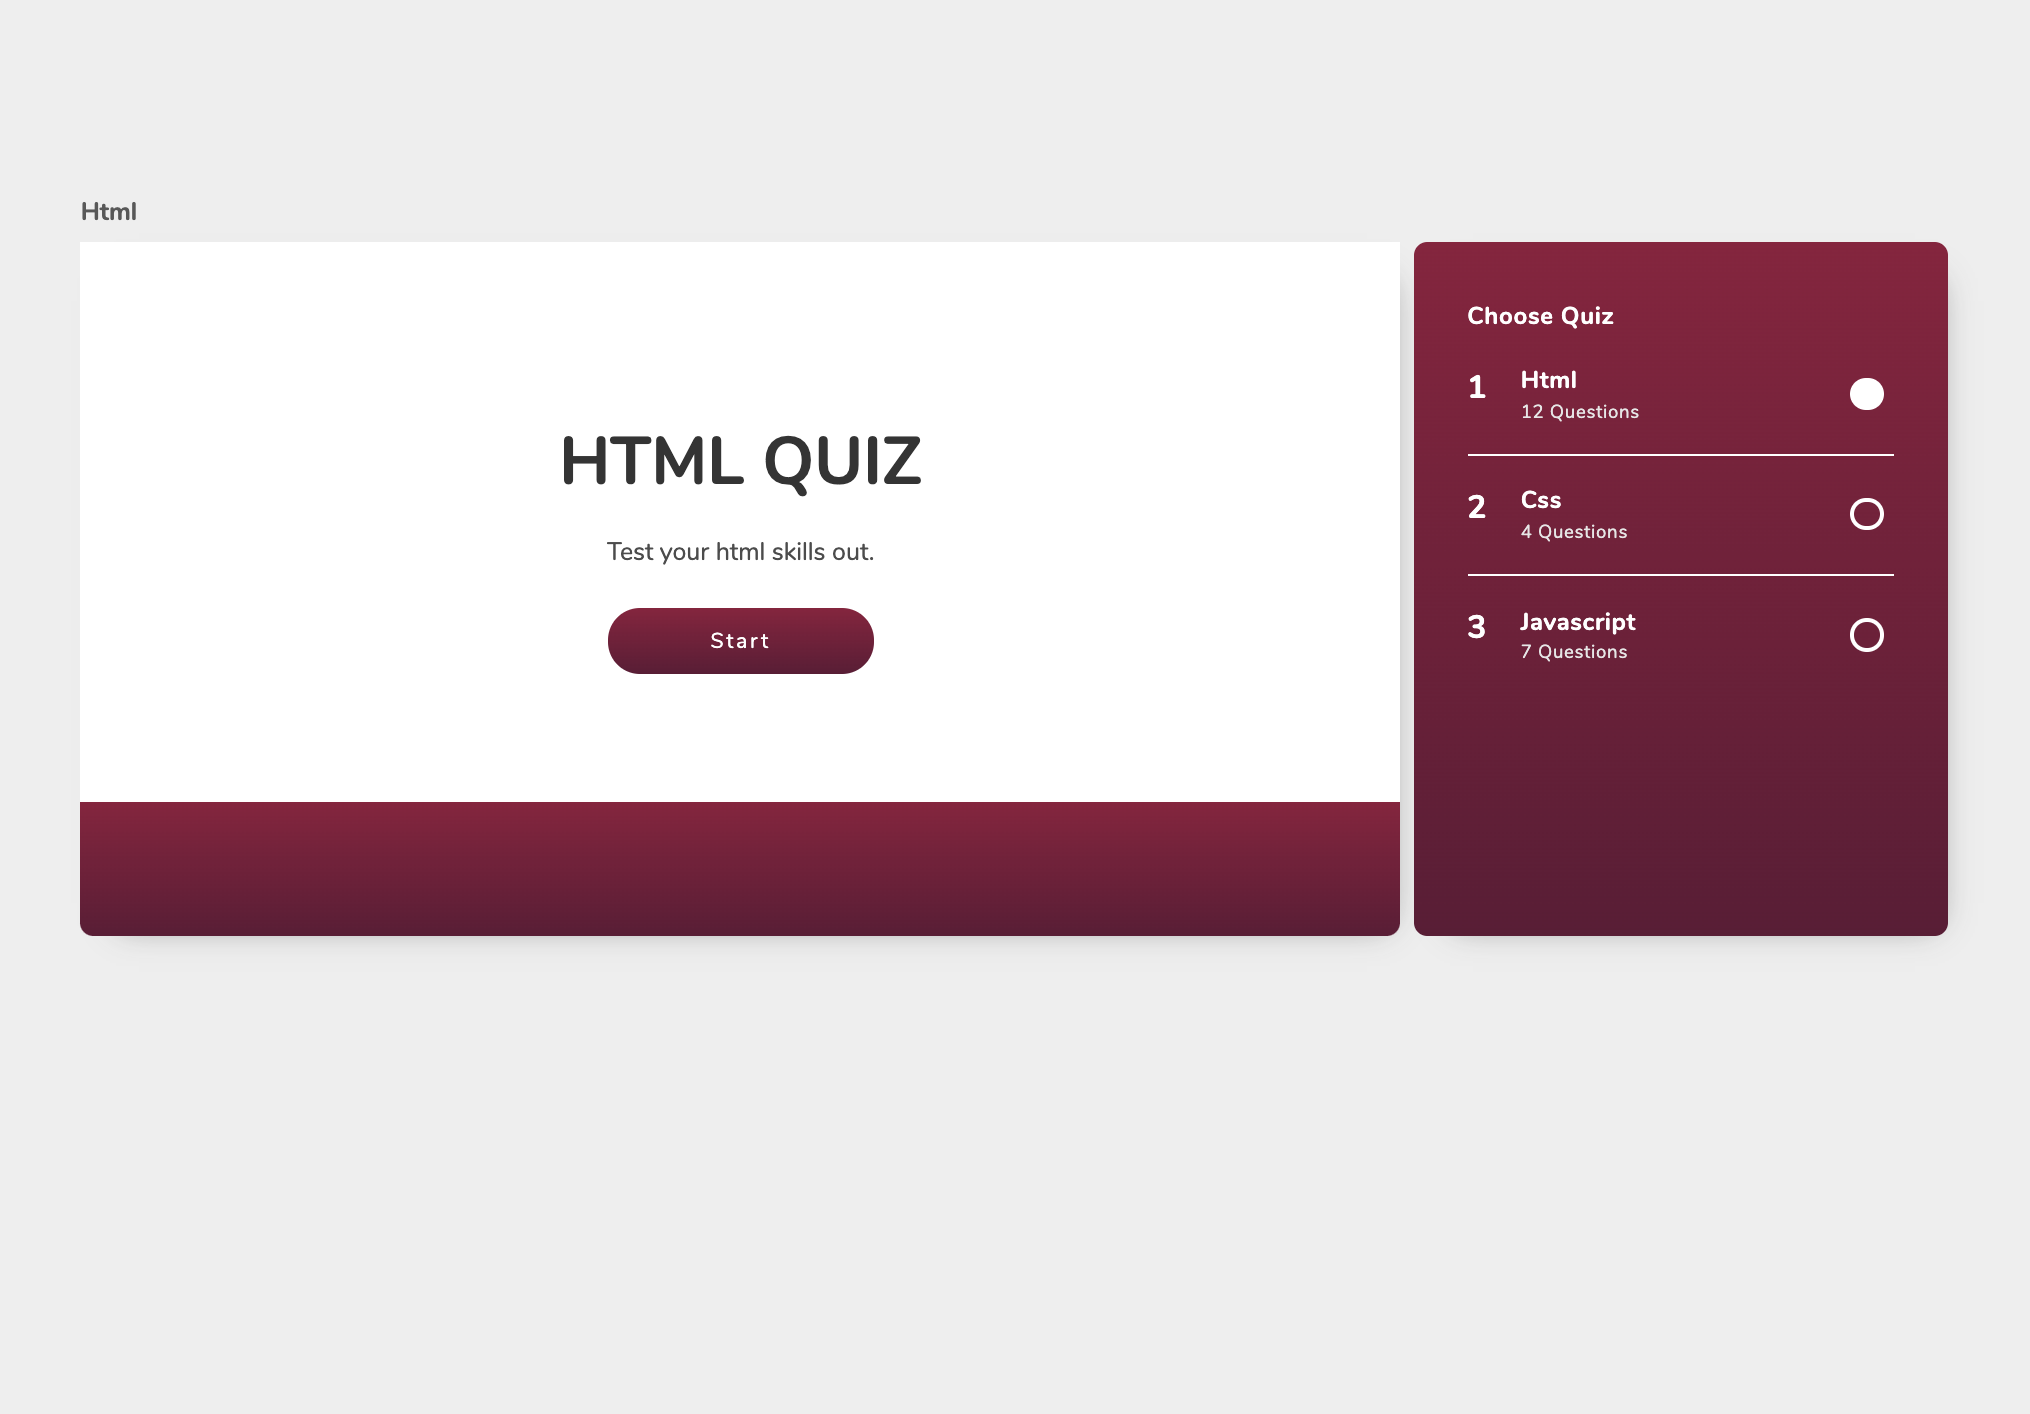 Html
HTML QUIZ
Test your html skills out.
Start
Choose Quiz
1 Html
12 Questions
2 Css
4 Questions
3 Javascript
7 Questions